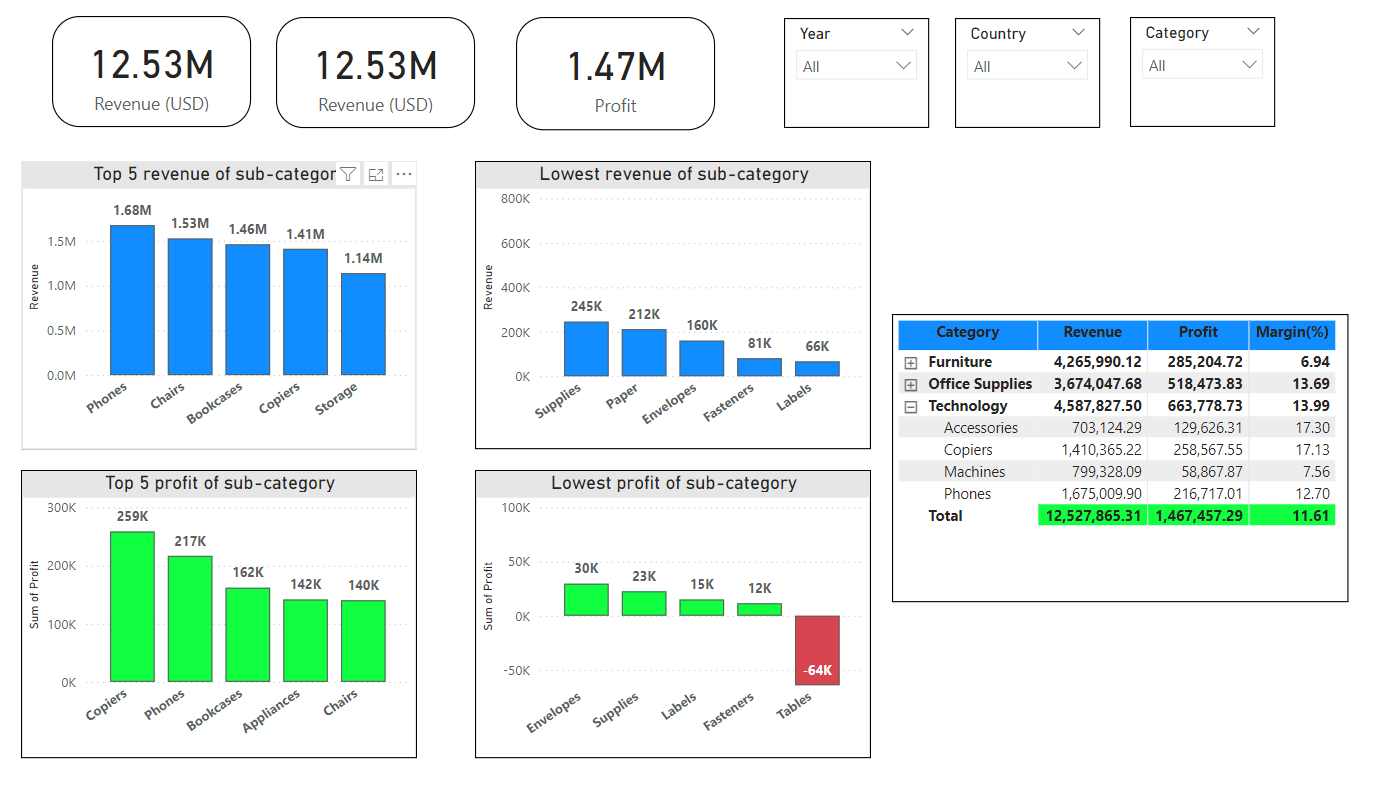 12.53M
Revenue (USD)
12.53M
Revenue (USD)
1.47M
Profit
Year
All
Country
All
Category
All
Top 5 revenue of sub-categor
Revenue
1.5M
1.0M
0.5M
0.0M
1.68M
1.53M
1.46M
1.41M
1.14M
Phones
Chairs
Bookcases
Copiers
Storage
Lowest revenue of sub-category
Revenue
800K
600K
400K
200K
0K
245K
212K
160K
81K
66K
Supplies
Paper
Envelopes
Fasteners
Labels
Top 5 profit of sub-category
Sum of Profit
300K
200K
100K
0K
259K
217K
162K
142K
140K
Copiers
Phones
Bookcases
Appliances
Chairs
Lowest profit of sub-category
Sum of Profit
100K
50K
0K
-50K
30K
23K
15K
12K
-64K
Envelopes
Supplies
Labels
Fasteners
Tables
Category Revenue Profit Margin(%)
Furniture 4,265,990.12 285,204.72 6.94
Office Supplies 3,674,047.68 518,473.83 13.69
Technology 4,587,827.50 663,778.73 13.99
Accessories 703,124.29 129,626.31 17.30
Copiers 1,410,365.22 258,567.55 17.13
Machines 799,328.09 58,867.87 7.56
Phones 1,675,009.90 216,717.01 12.70
Total 12,527,865.31 1,467,457.29 11.61